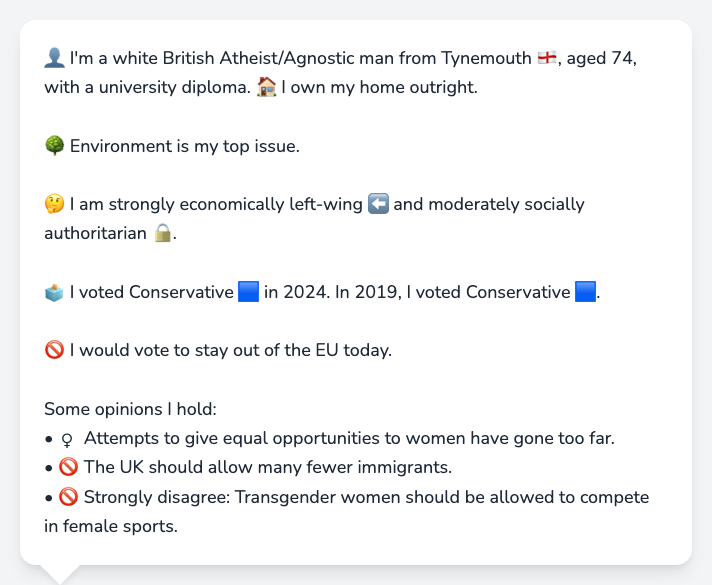 👤 I'm a white British Atheist/Agnostic man from Tynemouth 🏴󠁧󠁢󠁥󠁮󠁧󠁿, aged 74,
with a university diploma. 🏠 I own my home outright.
🌳 Environment is my top issue.
🤔 I am strongly economically left-wing ⬅️ and moderately socially
authoritarian 🔒.
🗳️ I voted Conservative 🟦 in 2024. In 2019, I voted Conservative 🟦.
🚫 I would vote to stay out of the EU today.
Some opinions I hold:
• ♀ Attempts to give equal opportunities to women have gone too far.
• 🚫 The UK should allow many fewer immigrants.
• 🚫 Strongly disagree: Transgender women should be allowed to compete
in female sports.